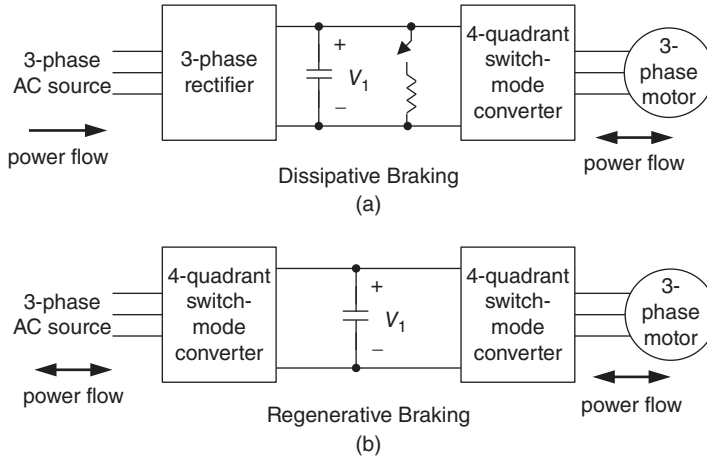 3-phase
AC source
power flow
3-phase
rectifier
+
V1
–
4-quadrant
switch-
mode
converter
3-
phase
motor
power flow
Dissipative Braking
(a)
3-phase
AC source
power flow
4-quadrant
switch-
mode
converter
+
V1
–
4-quadrant
switch-
mode
converter
3-
phase
motor
power flow
Regenerative Braking
(b)